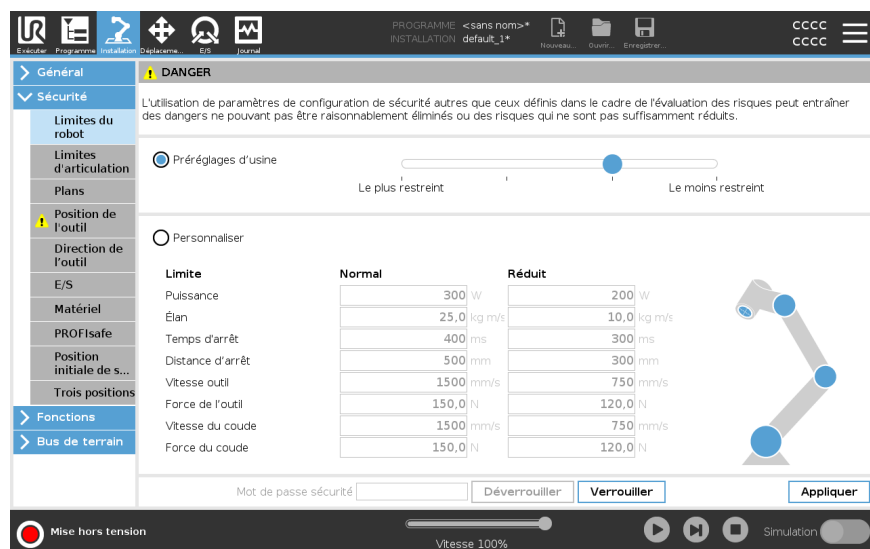 PROGRAMME <sans nom>*
INSTALLATION default_1*
Exécuter Programme Installation Déplaceme... E/S Journal
Nouveau... Ouvrir... Enregistrer...
cccc
cccc
Général
Sécurité
Limites du
robot
Limites
d'articulation
Plans
Position de
l'outil
Direction de
l'outil
E/S
Matériel
PROFIsafe
Position
initiale de s...
Trois positions
Fonctions
Bus de terrain
DANGER
L'utilisation de paramètres de configuration de sécurité autres que ceux définis dans le cadre de l'évaluation des risques peut entraîner
des dangers ne pouvant pas être raisonnablement éliminés ou des risques qui ne sont pas suffisamment réduits.
Préréglages d'usine
Le plus restreint Le moins restreint
Personnaliser
Limite Normal Réduit
Puissance 300 W 200 W
Élan 25,0 kg m/s 10,0 kg m/s
Temps d'arrêt 400 ms 300 ms
Distance d'arrêt 500 mm 300 mm
Vitesse outil 1500 mm/s 750 mm/s
Force de l'outil 150,0 N 120,0 N
Vitesse du coude 1500 mm/s 750 mm/s
Force du coude 150,0 N 120,0 N
Mot de passe sécurité Déverrouiller Verrouiller Appliquer
Mise hors tension
Vitesse 100%
Simulation